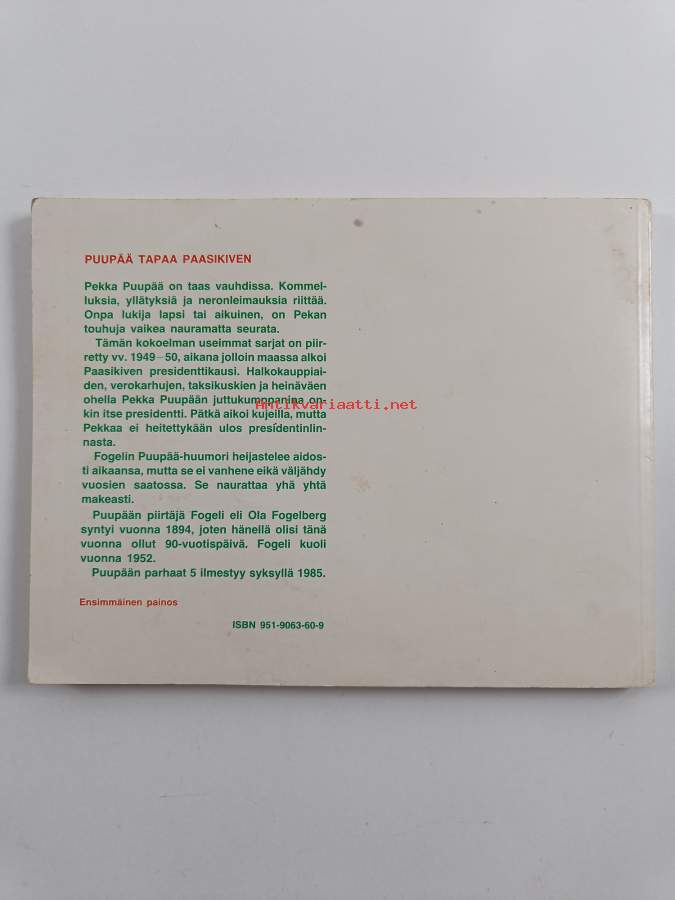 PUUPÄÄ TAPAA PAASIKIVEN
Pekka Puupää on taas vauhdissa. Kommel-
luksia, yllätyksiä ja neronleimauksia riittää.
Onpa lukija lapsi tai aikuinen, on Pekan
touhuja vaikea nauramatta seurata.
Tämän kokoelman useimmat sarjat on piir-
retty vv. 1949–50, aikana jolloin maassa alkoi
Paasikiven presidenttikausi. Halkokauppiai-
den, verokarhujen, taksikuskien ja heinäväen
ohella Pekka Puupään juttukumppanina on-
kin itse presidentti. Pätkä aikoi kujeilla, mutta
Pekkaa ei heitettykään ulos presidentinlin-
nasta.
Fogelin Puupää-huumori heijastelee aidos-
ti aikaansa, mutta se ei vanhene eikä väljähdy
vuosien saatossa. Se naurattaa yhä yhtä
makeasti.
Puupään piirtäjä Fogeli eli Ola Fogelberg
syntyi vuonna 1894, joten hänellä olisi tänä
vuonna ollut 90-vuotispäivä. Fogeli kuoli
vuonna 1952.
Puupään parhaat 5 ilmestyy syksyllä 1985.
Ensimmäinen painos
ISBN 951-9063-60-9
Antikvariaatti.net